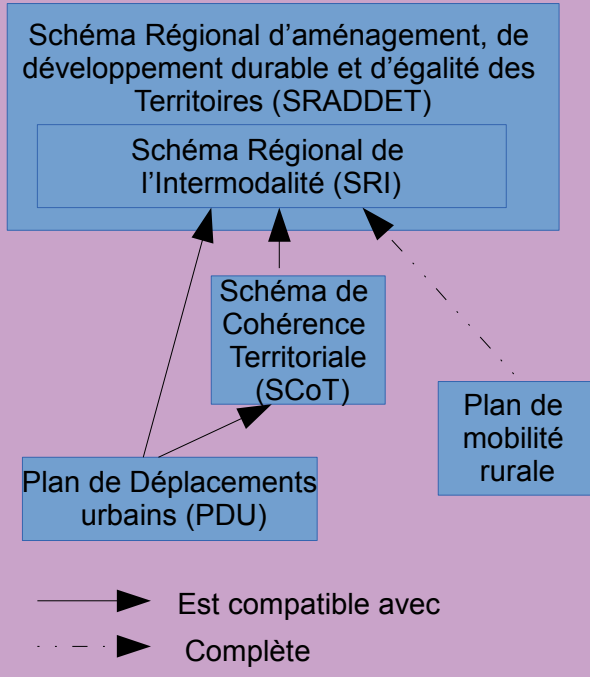 Schéma Régional d’aménagement, de
développement durable et d’égalité des
Territoires (SRADDET)
Schéma Régional de
l’Intermodalité (SRI)
Schéma de
Cohérence
Territoriale
(SCoT)
Plan de
mobilité
rurale
Plan de Déplacements
urbains (PDU)
Est compatible avec
Complète